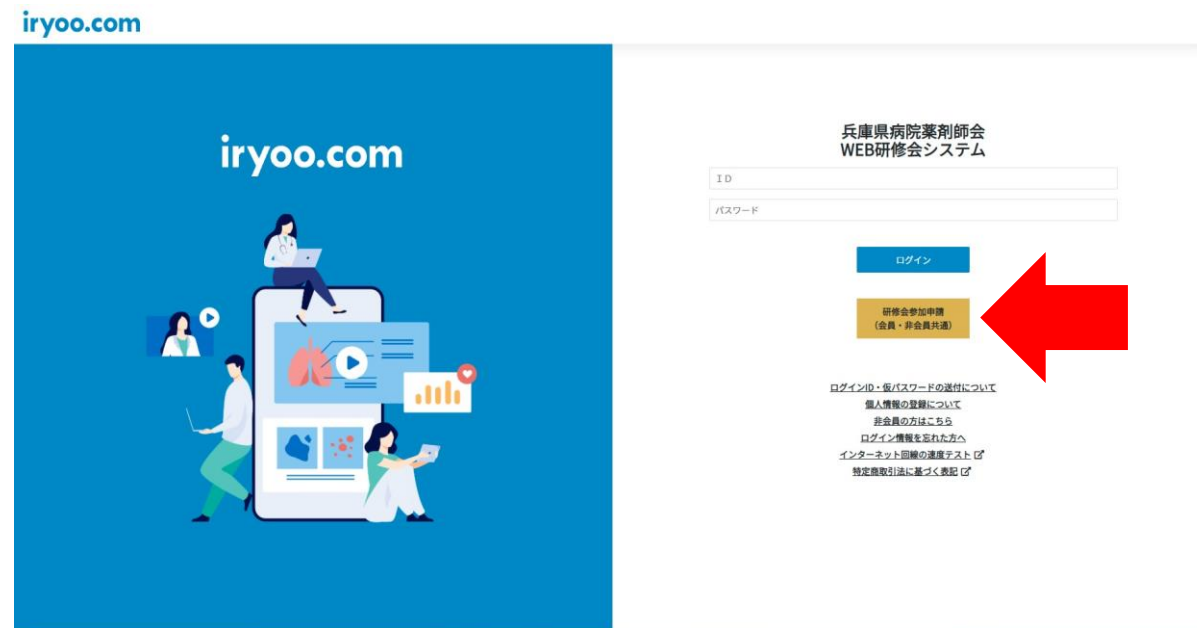 iryoo.com
iryoo.com
兵庫県病院薬剤師会
WEB研修会システム
ＩＤ
パスワード
ログイン
研修会参加申請
（会員・非会員共通）
ログインID・仮パスワードの送付について
個人情報の登録について
非会員の方はこちら
ログイン情報を忘れた方へ
インターネット回線の速度テスト
特定商取引法に基づく表記